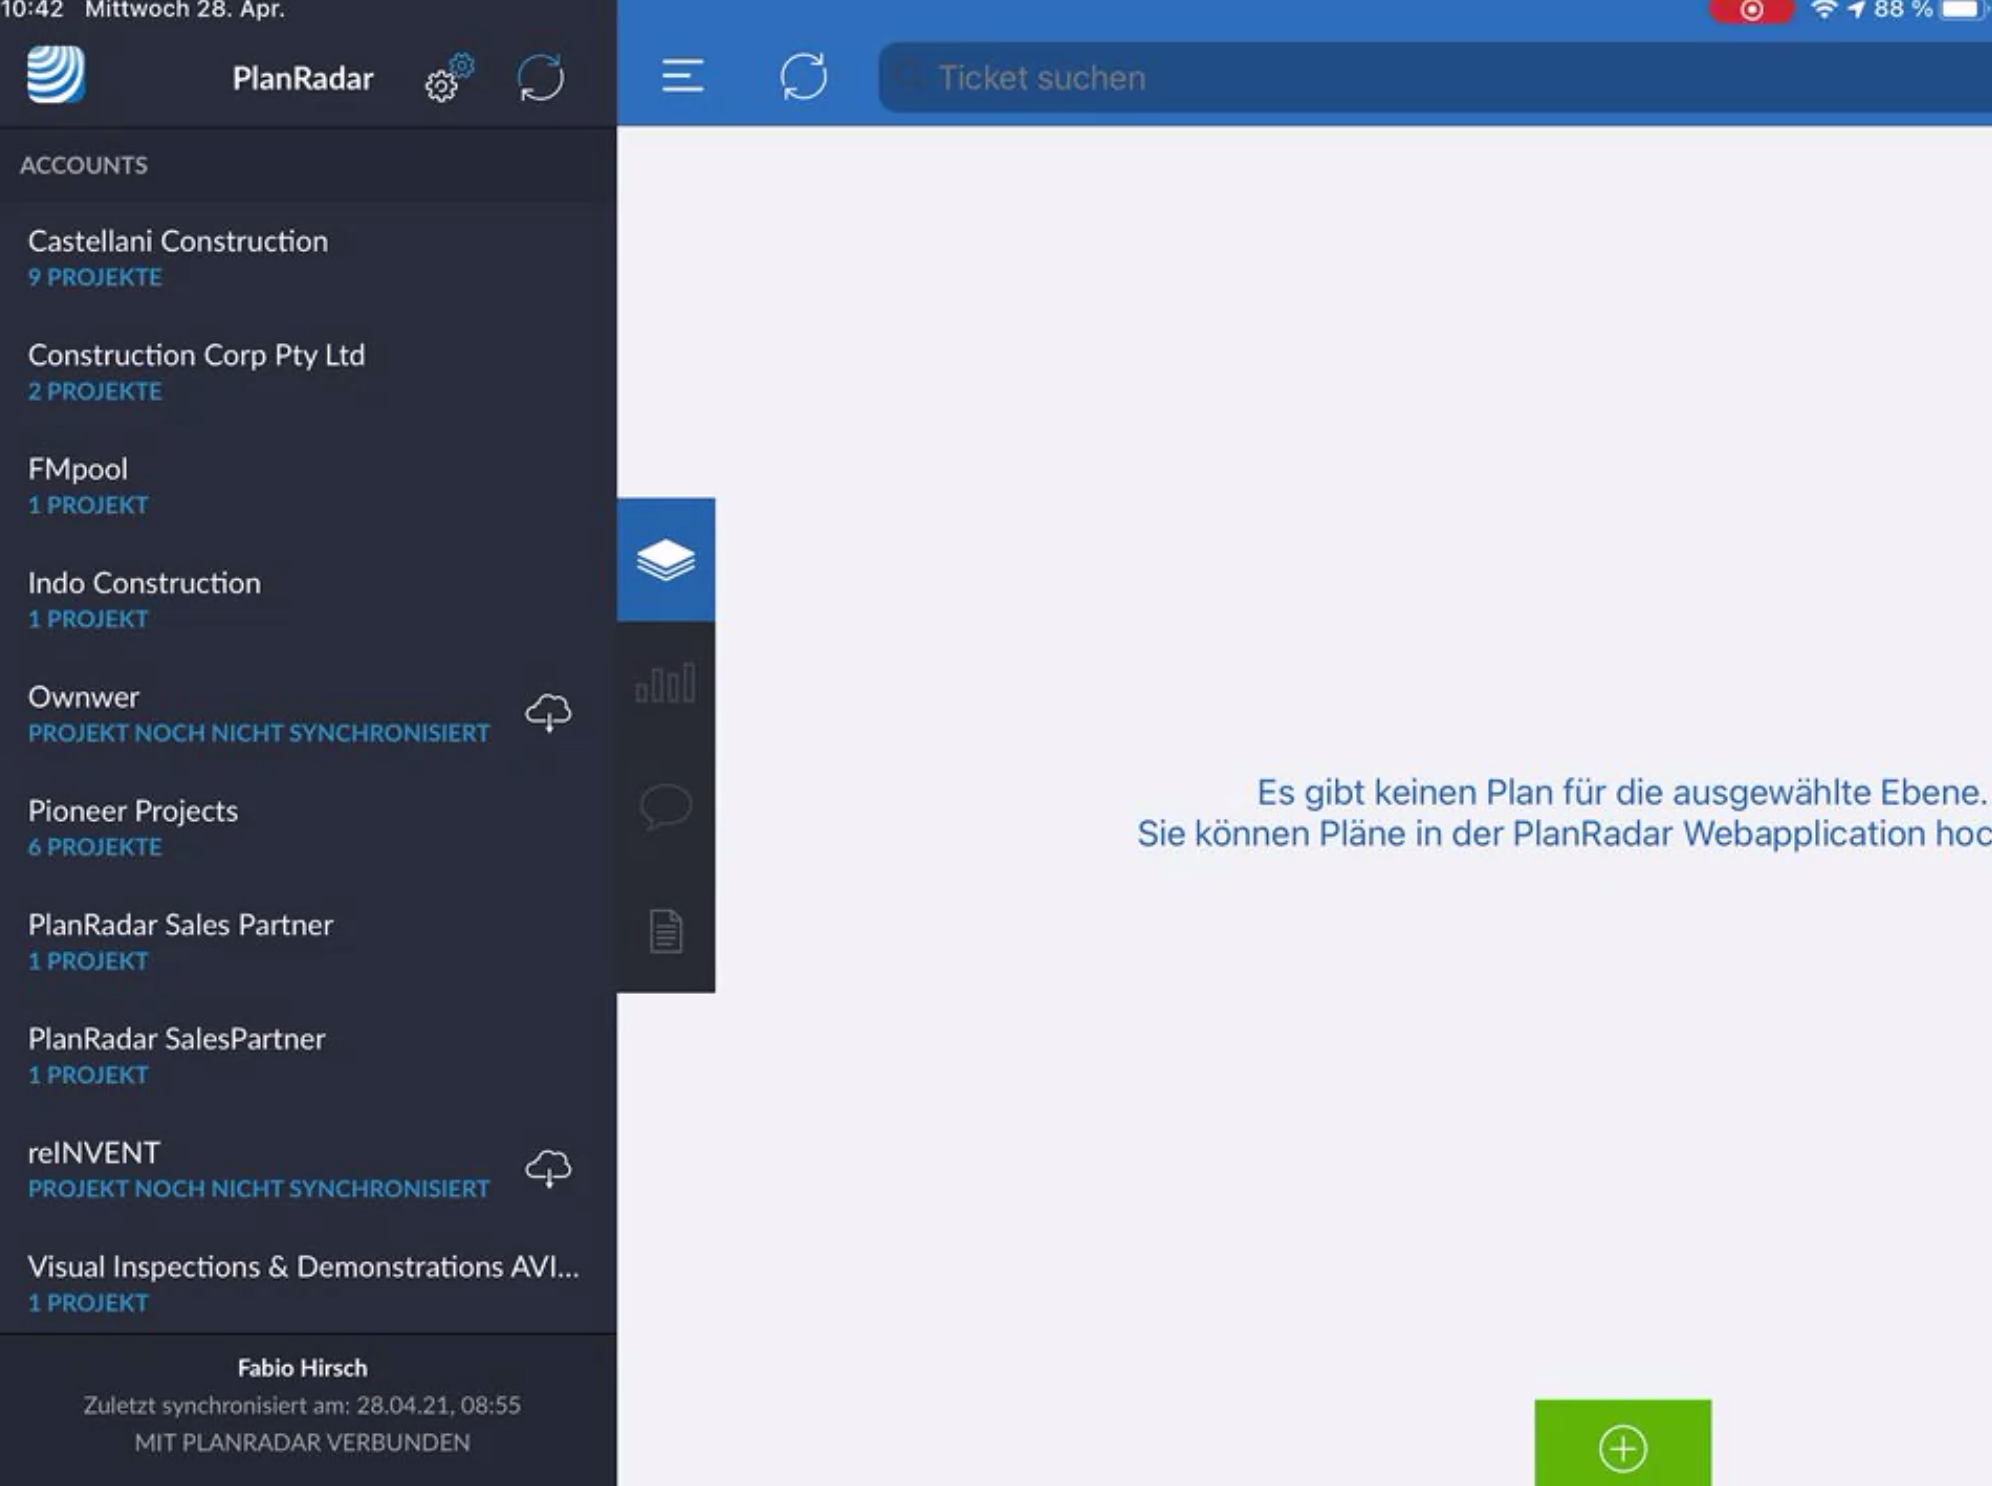 10:42 Mittwoch 28. Apr.
88 %
PlanRadar
Ticket suchen
ACCOUNTS
Castellani Construction
9 PROJEKTE
Construction Corp Pty Ltd
2 PROJEKTE
FMpool
1 PROJEKT
Indo Construction
1 PROJEKT
Ownwer
PROJEKT NOCH NICHT SYNCHRONISIERT
Pioneer Projects
6 PROJEKTE
PlanRadar Sales Partner
1 PROJEKT
PlanRadar SalesPartner
1 PROJEKT
reINVENT
PROJEKT NOCH NICHT SYNCHRONISIERT
Visual Inspections & Demonstrations AVI...
1 PROJEKT
Fabio Hirsch
Zuletzt synchronisiert am: 28.04.21, 08:55
MIT PLANRADAR VERBUNDEN
Es gibt keinen Plan für die ausgewählte Ebene.
Sie können Pläne in der PlanRadar Webapplication hoc